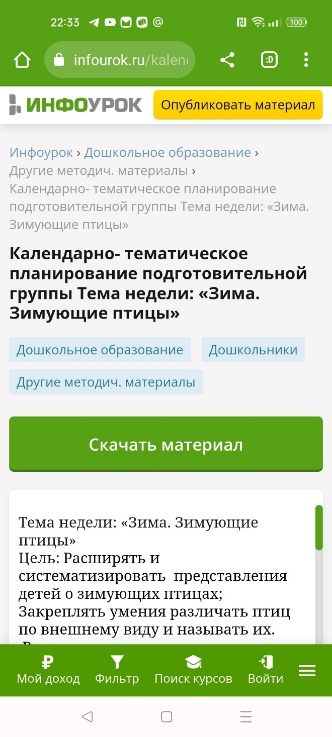 22:33
100
infourok.ru/kalen
:D
ИНФОУРОК
Опубликовать материал
Инфоурок › Дошкольное образование ›
Другие методич. материалы ›
Календарно- тематическое планирование
подготовительной группы Тема недели: «Зима.
Зимующие птицы»
Календарно- тематическое
планирование подготовительной
группы Тема недели: «Зима.
Зимующие птицы»
Дошкольное образование
Дошкольники
Другие методич. материалы
Скачать материал
Тема недели: «Зима. Зимующие
птицы»
Цель: Расширять и
систематизировать представления
детей о зимующих птицах;
Закреплять умения различать птиц
по внешнему виду и называть их.
Мой доход
Фильтр
Поиск курсов
Войти